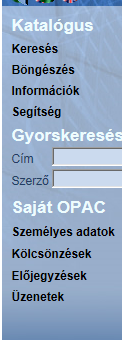 Katalógus
Keresés
Böngészés
Információk
Segítség
Gyorskeresés
Cím
Szerző
Saját OPAC
Személyes adatok
Kölcsönzések
Előjegyzések
Üzenetek